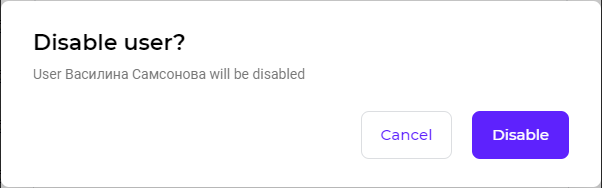 Disable user?
User Василина Самсонова will be disabled
Cancel
Disable